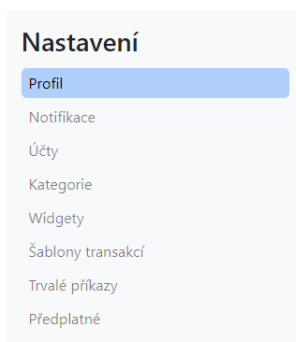 Nastavení
Profil
Notifikace
Účty
Kategorie
Widgety
Šablony transakcí
Trvalé příkazy
Předplatné